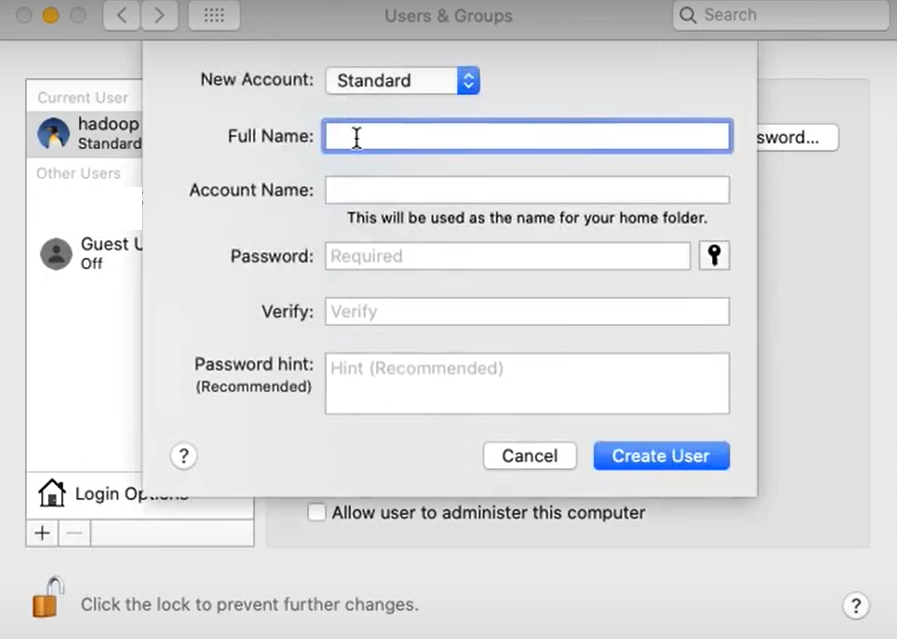 Users & Groups
Search
New Account: Standard
Current User
hadoop
Standard
Full Name:
sword...
Other Users
Account Name:
This will be used as the name for your home folder.
Guest U
Off
Password: Required
Verify: Verify
Password hint: Hint (Recommended)
(Recommended)
?
Cancel
Create User
Login Options
Allow user to administer this computer
+ −
Click the lock to prevent further changes.
?